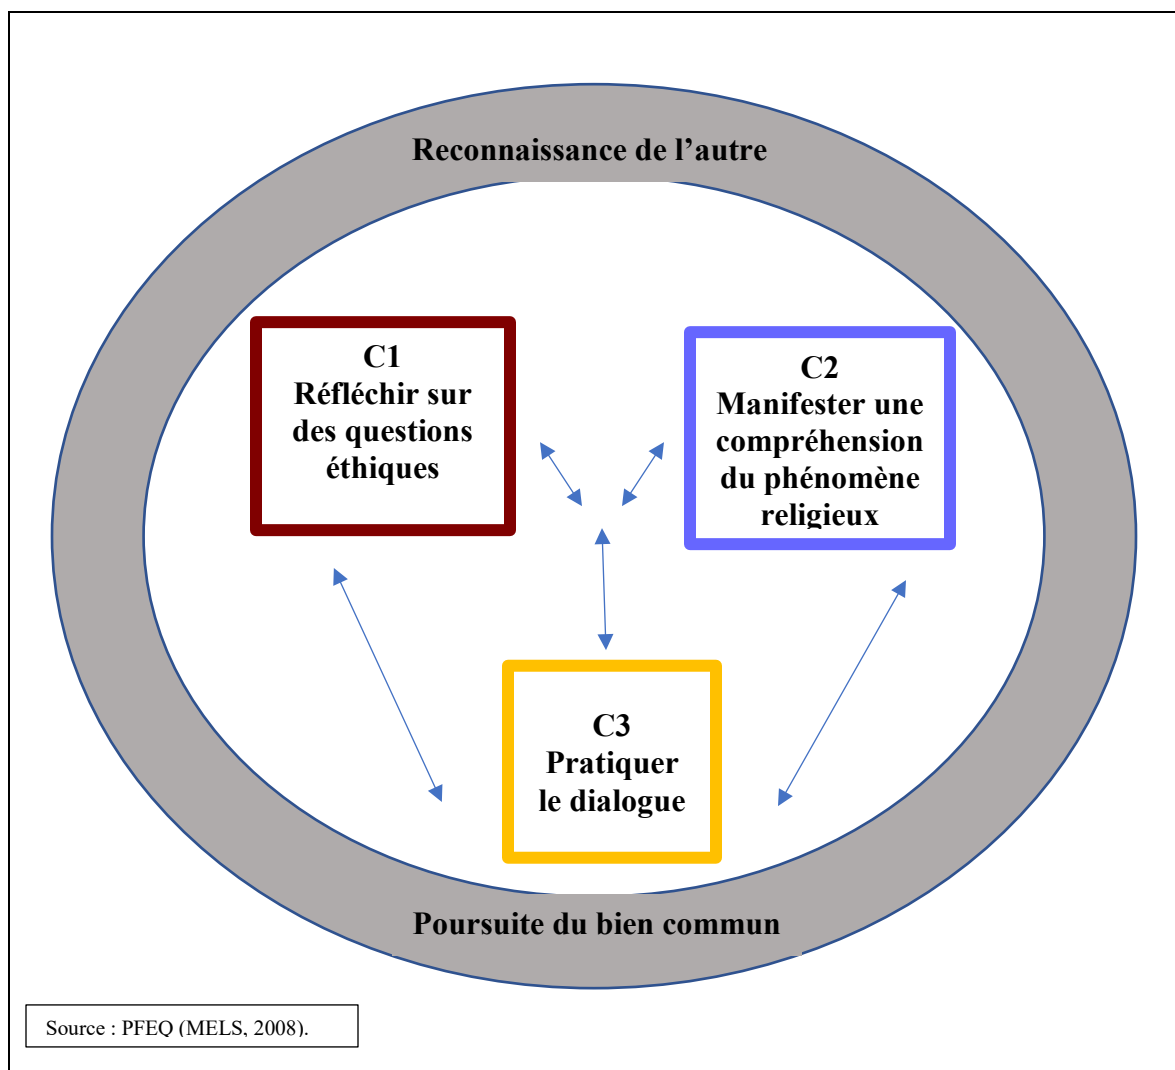 Reconnaissance de l’autre
C1
Réfléchir sur
des questions
éthiques
C2
Manifester une
compréhension
du phénomène
religieux
C3
Pratiquer
le dialogue
Poursuite du bien commun
Source : PFEQ (MELS, 2008).